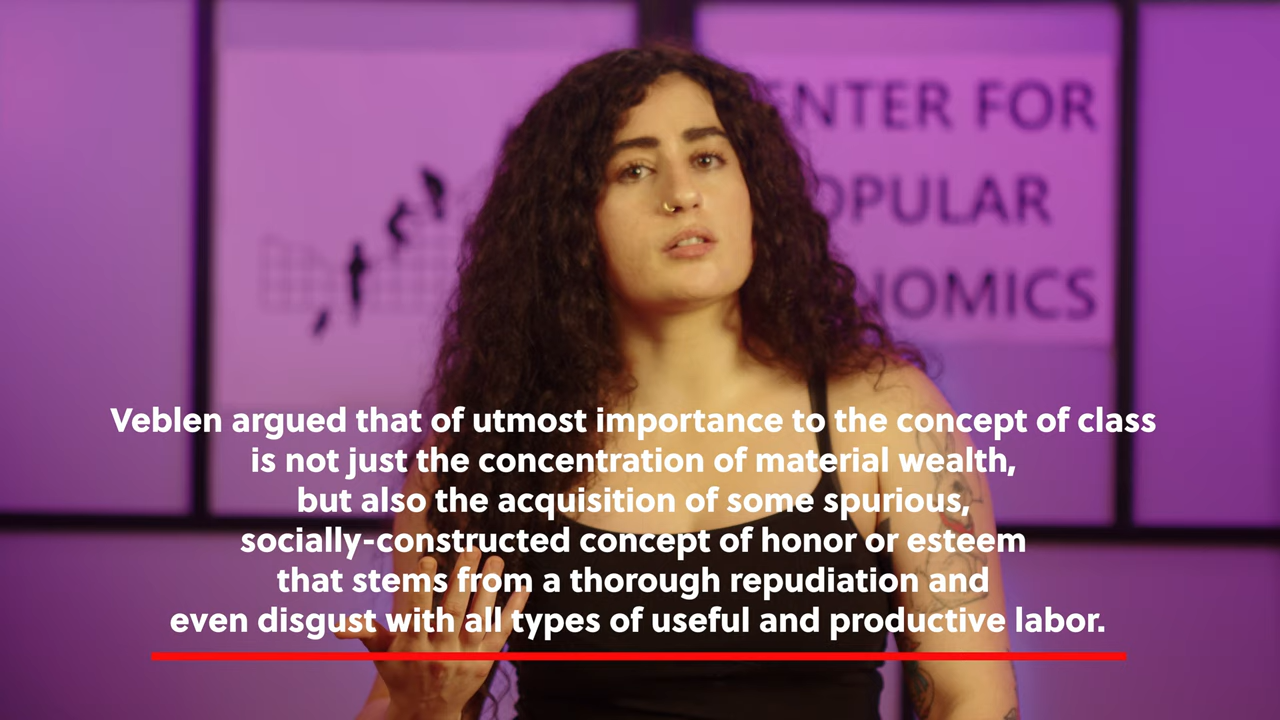 ENTER FOR
OPULAR
NOMICS
Veblen argued that of utmost importance to the concept of class
is not just the concentration of material wealth,
but also the acquisition of some spurious,
socially-constructed concept of honor or esteem
that stems from a thorough repudiation and
even disgust with all types of useful and productive labor.